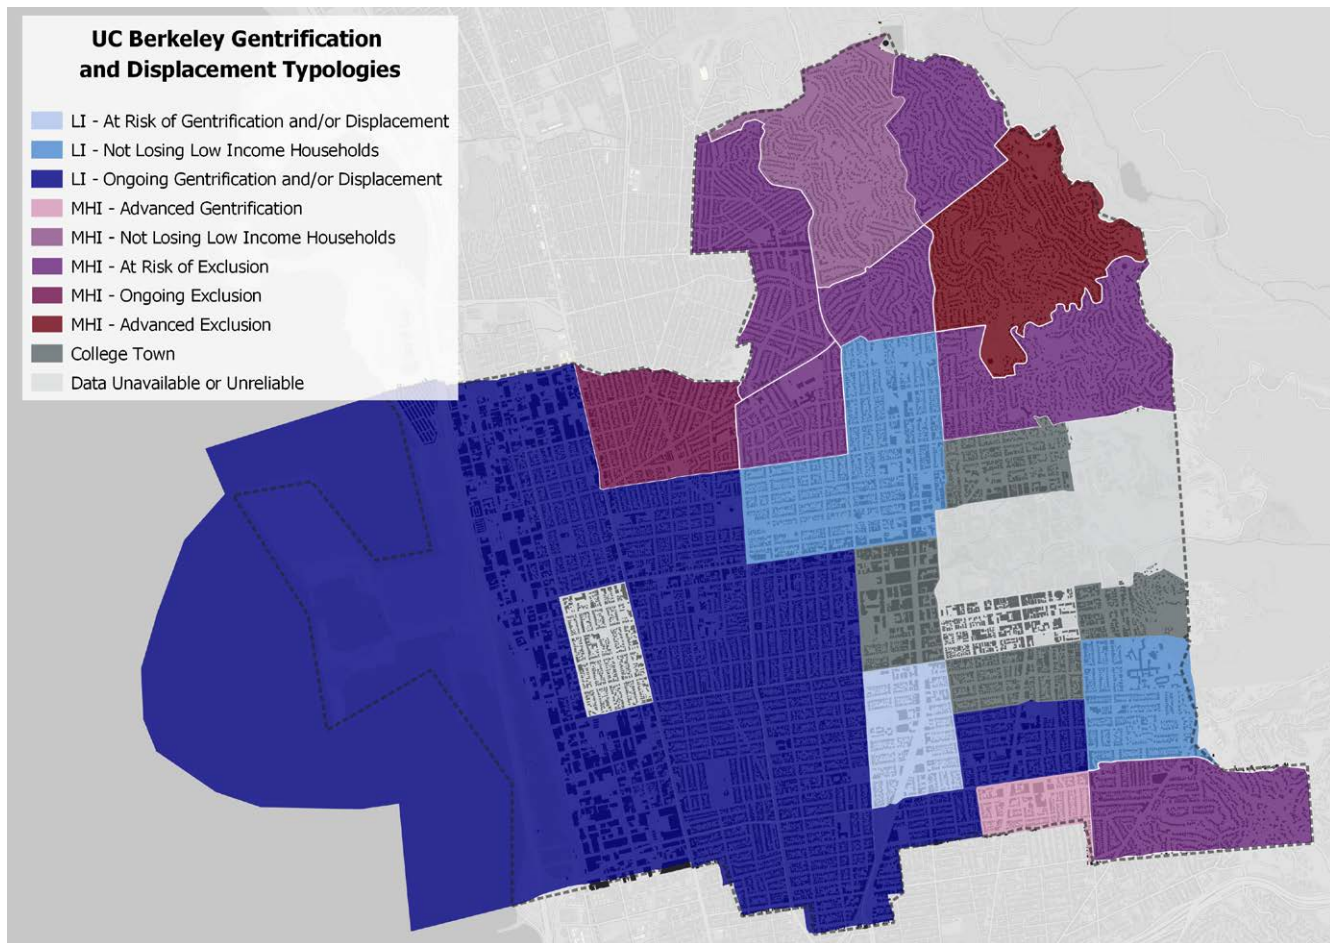 UC Berkeley Gentrification
and Displacement Typologies
LI - At Risk of Gentrification and/or Displacement
LI - Not Losing Low Income Households
LI - Ongoing Gentrification and/or Displacement
MHI - Advanced Gentrification
MHI - Not Losing Low Income Households
MHI - At Risk of Exclusion
MHI - Ongoing Exclusion
MHI - Advanced Exclusion
College Town
Data Unavailable or Unreliable